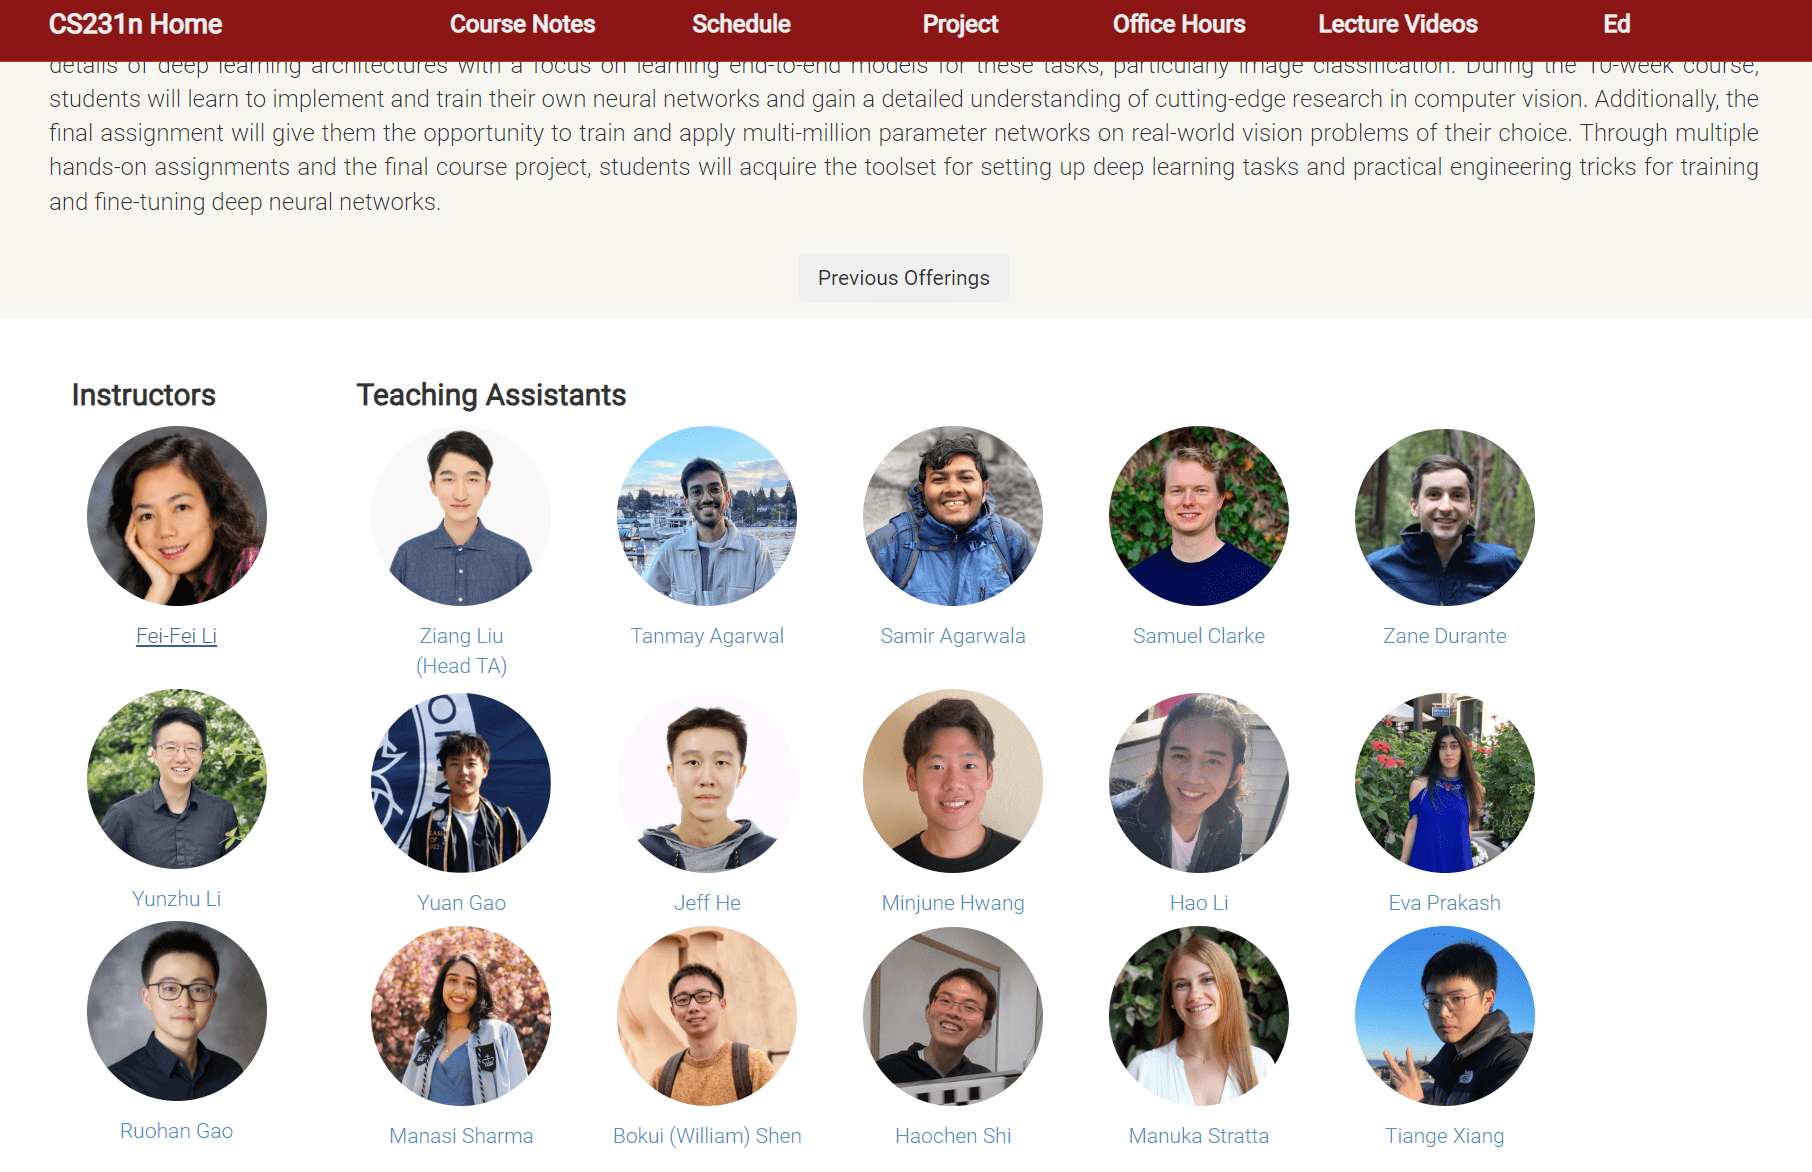 CS231n Home Course Notes Schedule Project Office Hours Lecture Videos Ed
details of deep learning architectures with a focus on learning end-to-end models for these tasks, particularly image classification. During the 10-week course,
students will learn to implement and train their own neural networks and gain a detailed understanding of cutting-edge research in computer vision. Additionally, the
final assignment will give them the opportunity to train and apply multi-million parameter networks on real-world vision problems of their choice. Through multiple
hands-on assignments and the final course project, students will acquire the toolset for setting up deep learning tasks and practical engineering tricks for training
and fine-tuning deep neural networks.
Previous Offerings
Instructors Teaching Assistants
Fei-Fei Li Ziang Liu Tanmay Agarwal Samir Agarwala Samuel Clarke Zane Durante
(Head TA)
Yunzhu Li Yuan Gao Jeff He Minjune Hwang Hao Li Eva Prakash
Ruohan Gao Manasi Sharma Bokui (William) Shen Haochen Shi Manuka Stratta Tiange Xiang